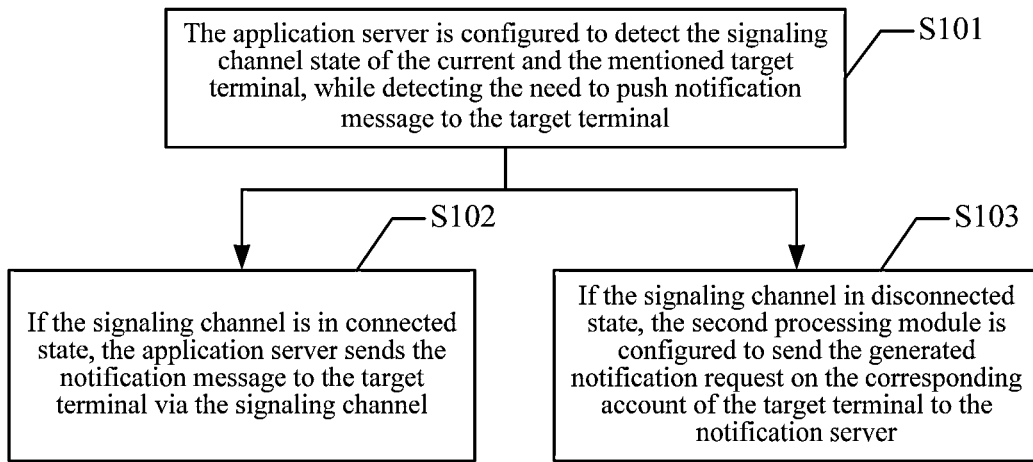 The application server is configured to detect the signaling
channel state of the current and the mentioned target
terminal, while detecting the need to push notification
message to the target terminal
S101
S102
If the signaling channel is in connected
state, the application server sends the
notification message to the target
terminal via the signaling channel
S103
If the signaling channel in disconnected
state, the second processing module is
configured to send the generated
notification request on the corresponding
account of the target terminal to the
notification server